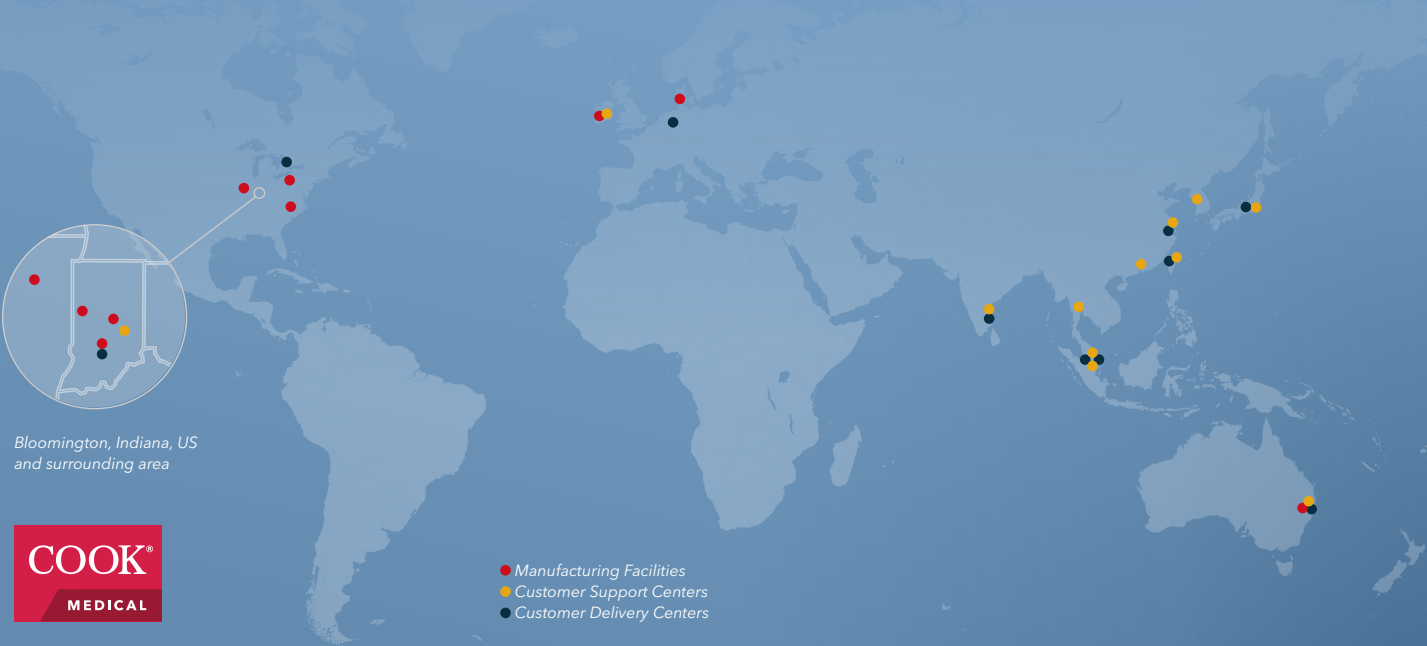 Bloomington, Indiana, US
and surrounding area
COOK®
MEDICAL
Manufacturing Facilities
Customer Support Centers
Customer Delivery Centers